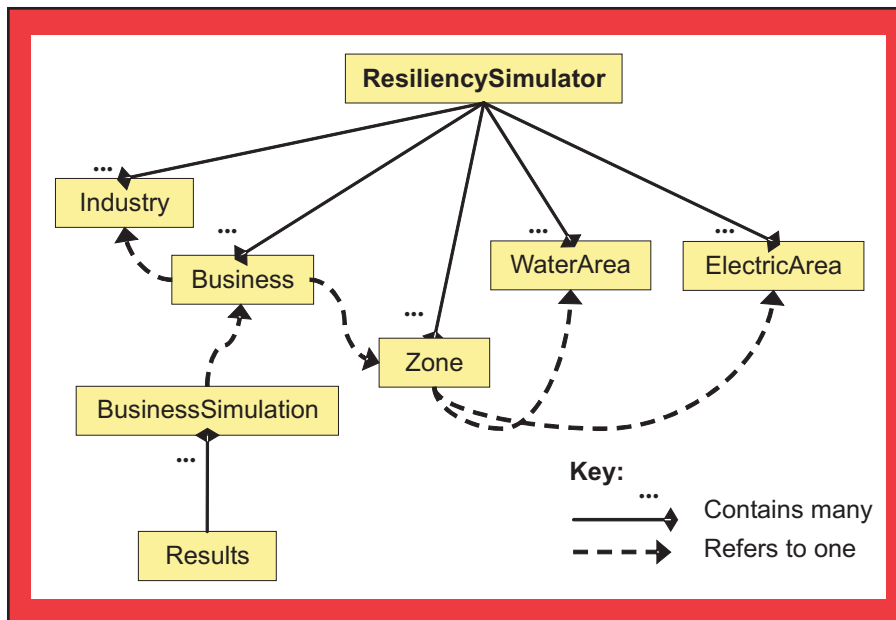 ResiliencySimulator
...
Industry
...
Business
...
WaterArea
...
ElectricArea
...
Zone
BusinessSimulation
...
Results
Key:
...
Contains many
Refers to one